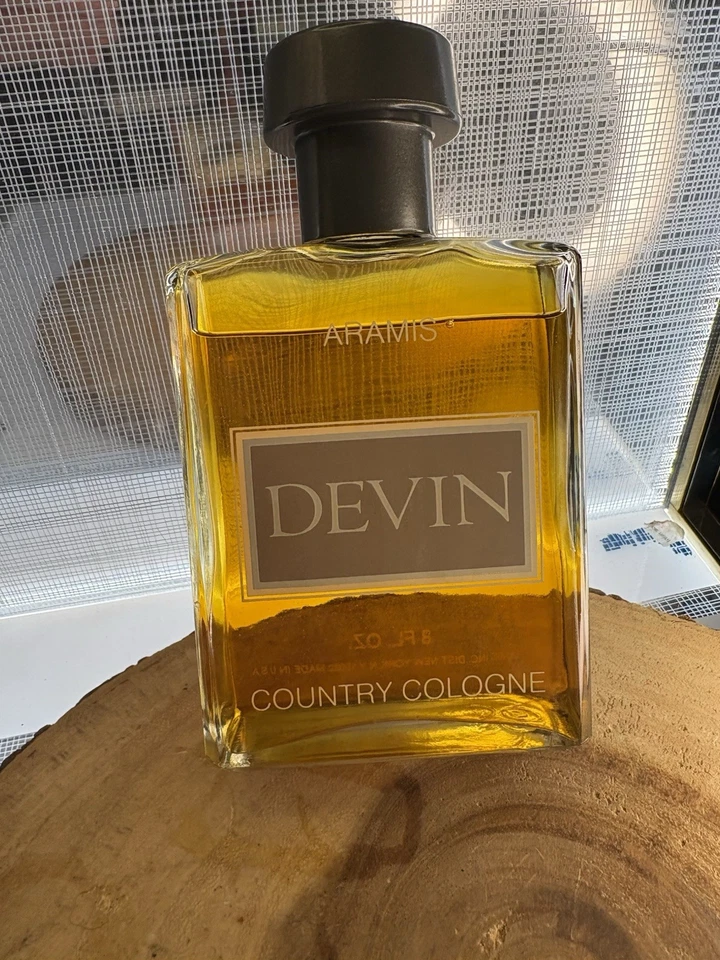 ARAMIS®
DEVIN
8 FL. OZ.
COUNTRY COLOGNE